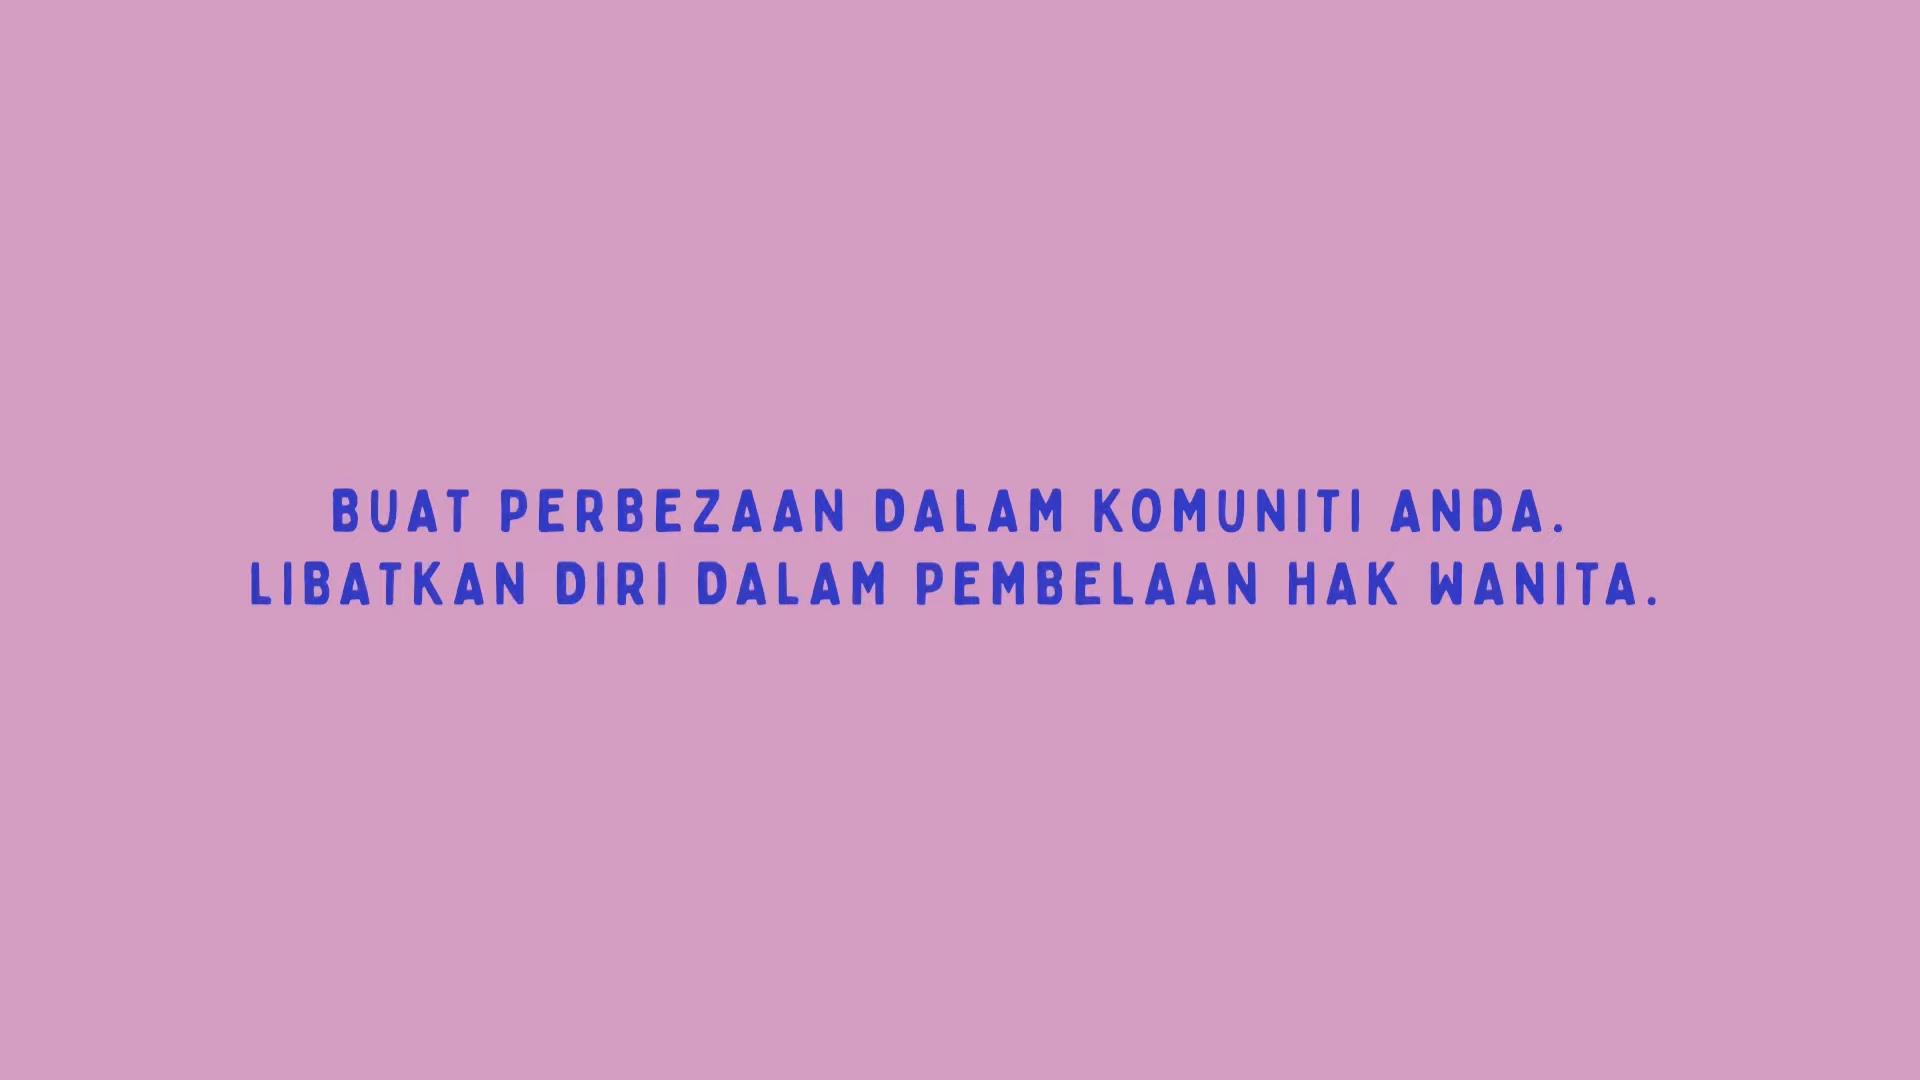 BUAT PERBEZAAN DALAM KOMUNITI ANDA.
LIBATKAN DIRI DALAM PEMBELAAN HAK WANITA.